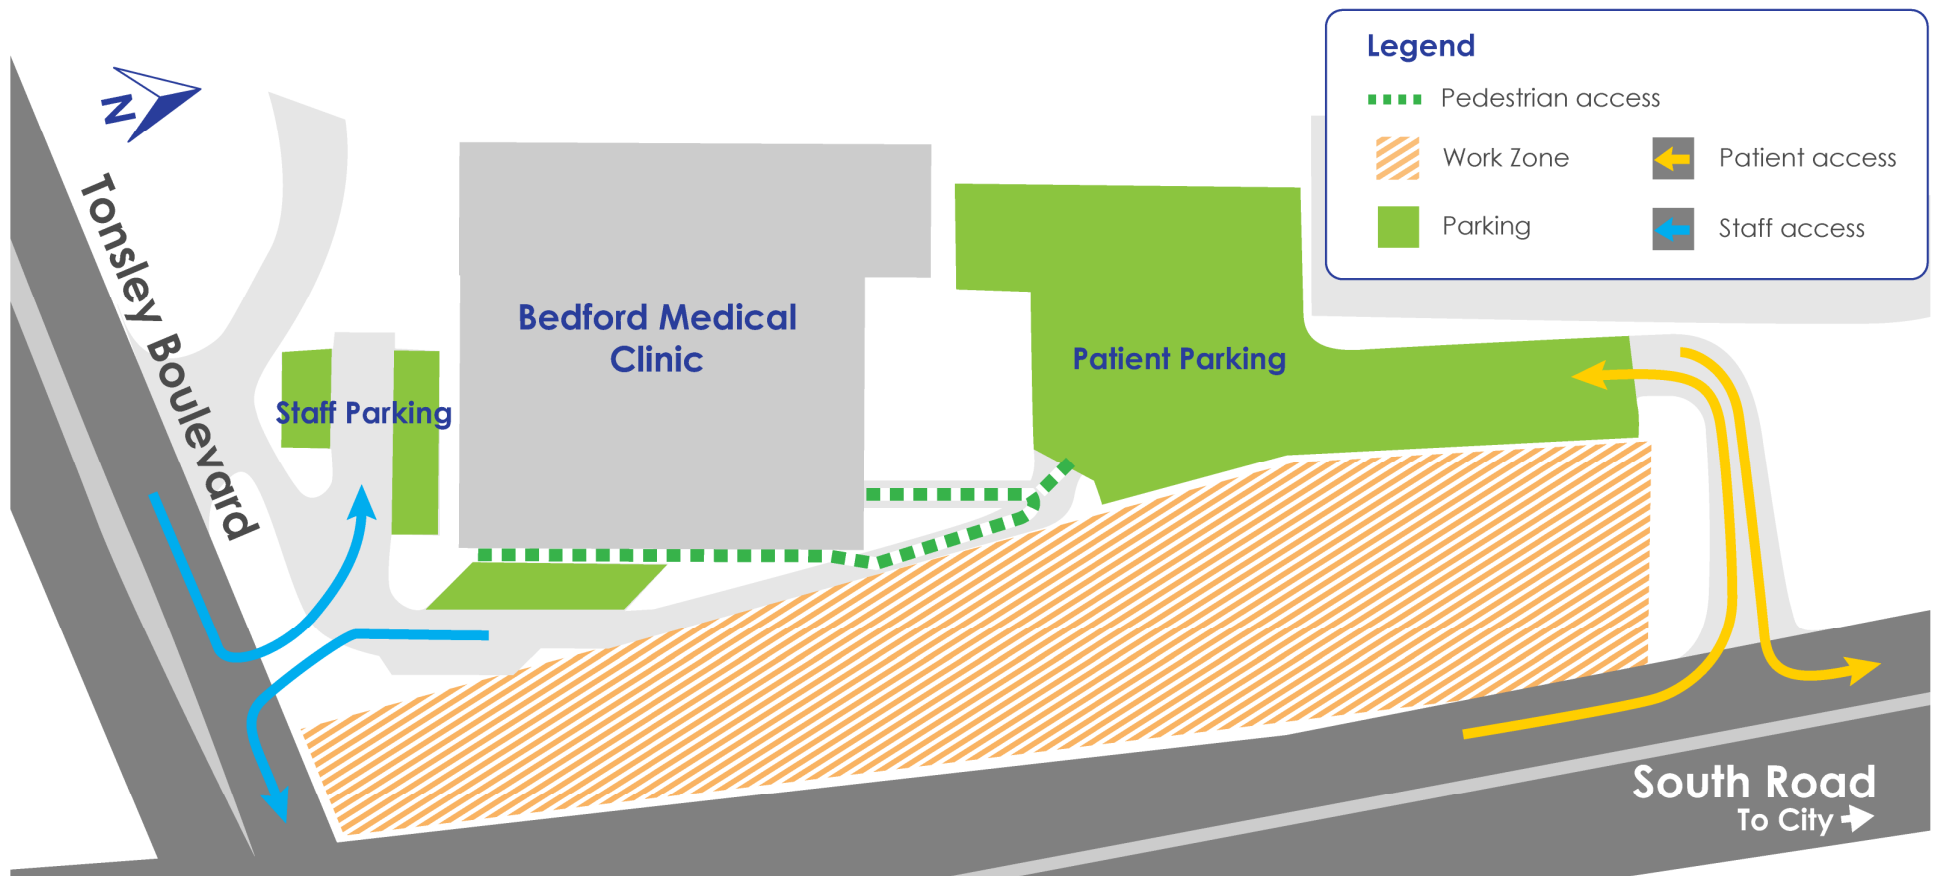 N
Tonsley Boulevard
Bedford Medical
Clinic
Staff Parking
Patient Parking
Legend
Pedestrian access
Work Zone
Patient access
Parking
Staff access
South Road
To City